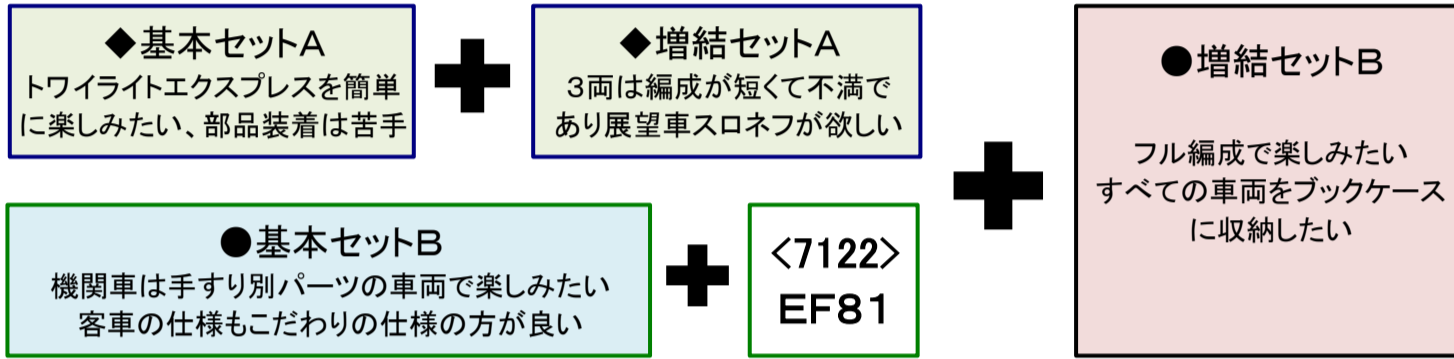 ◆基本セットA
トワイライトエクスプレスを簡単
に楽しみたい、部品装着は苦手
◆増結セットA
3両は編成が短くて不満で
あり展望車スロネフが欲しい
●基本セットB
機関車は手すり別パーツの車両で楽しみたい
客車の仕様もこだわりの仕様の方が良い
<7122>
EF81
●増結セットB
フル編成で楽しみたい
すべての車両をブックケース
に収納したい